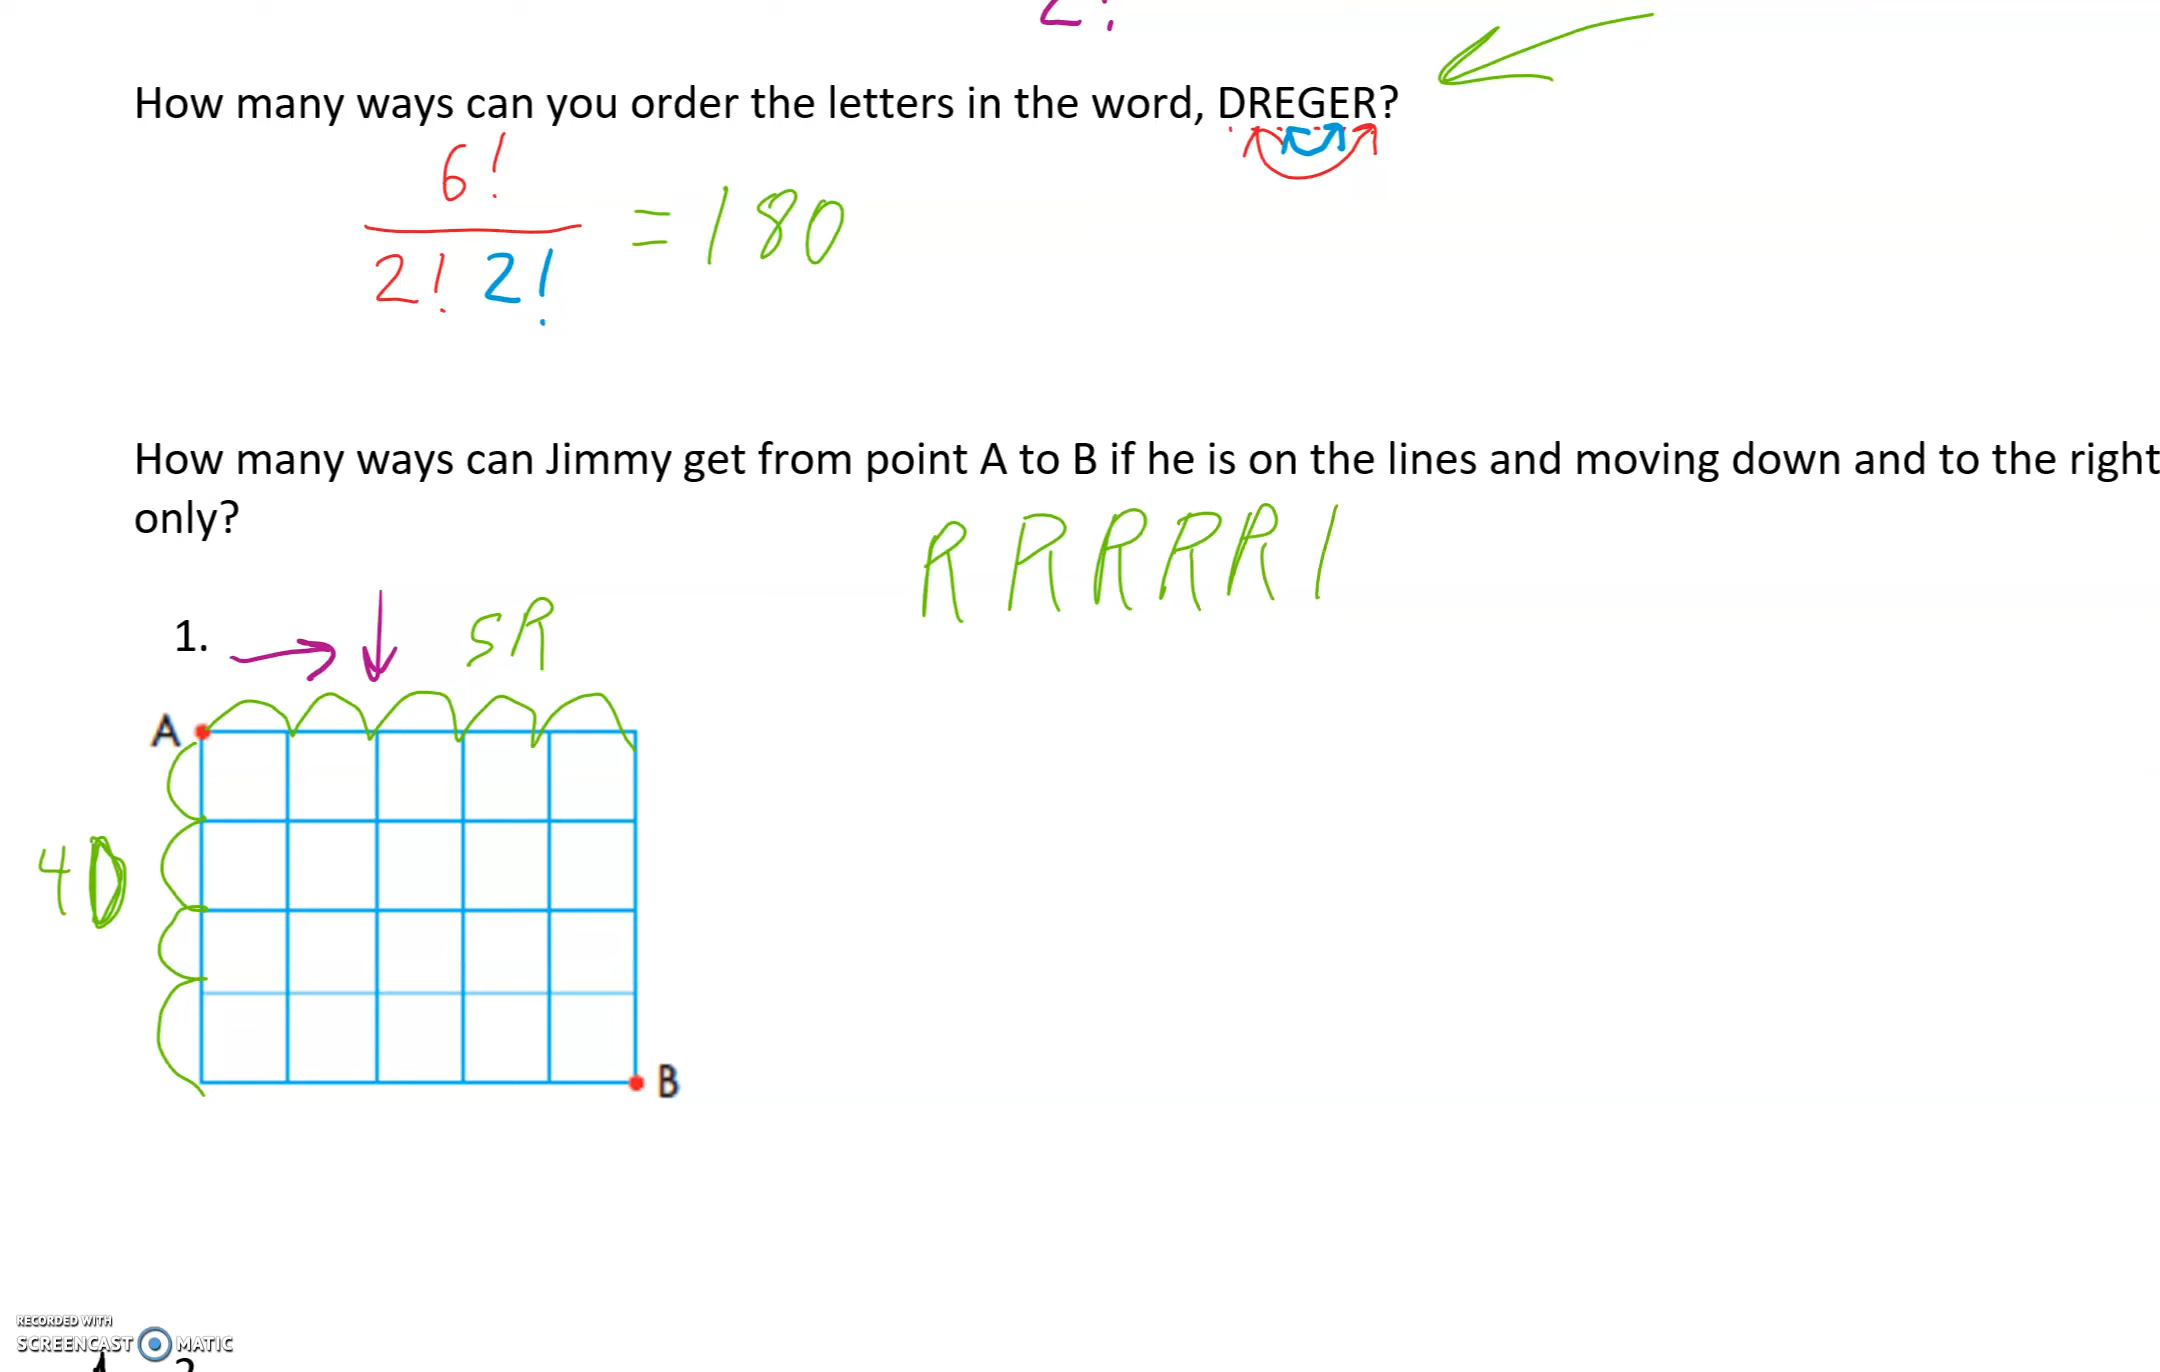 2!
How many ways can you order the letters in the word, DREGER?
6!
2! 2!
= 180
How many ways can Jimmy get from point A to B if he is on the lines and moving down and to the right
only?
R R R R R
1.
5R
A
4D
B
RECORDED WITH
SCREENCAST MATIC